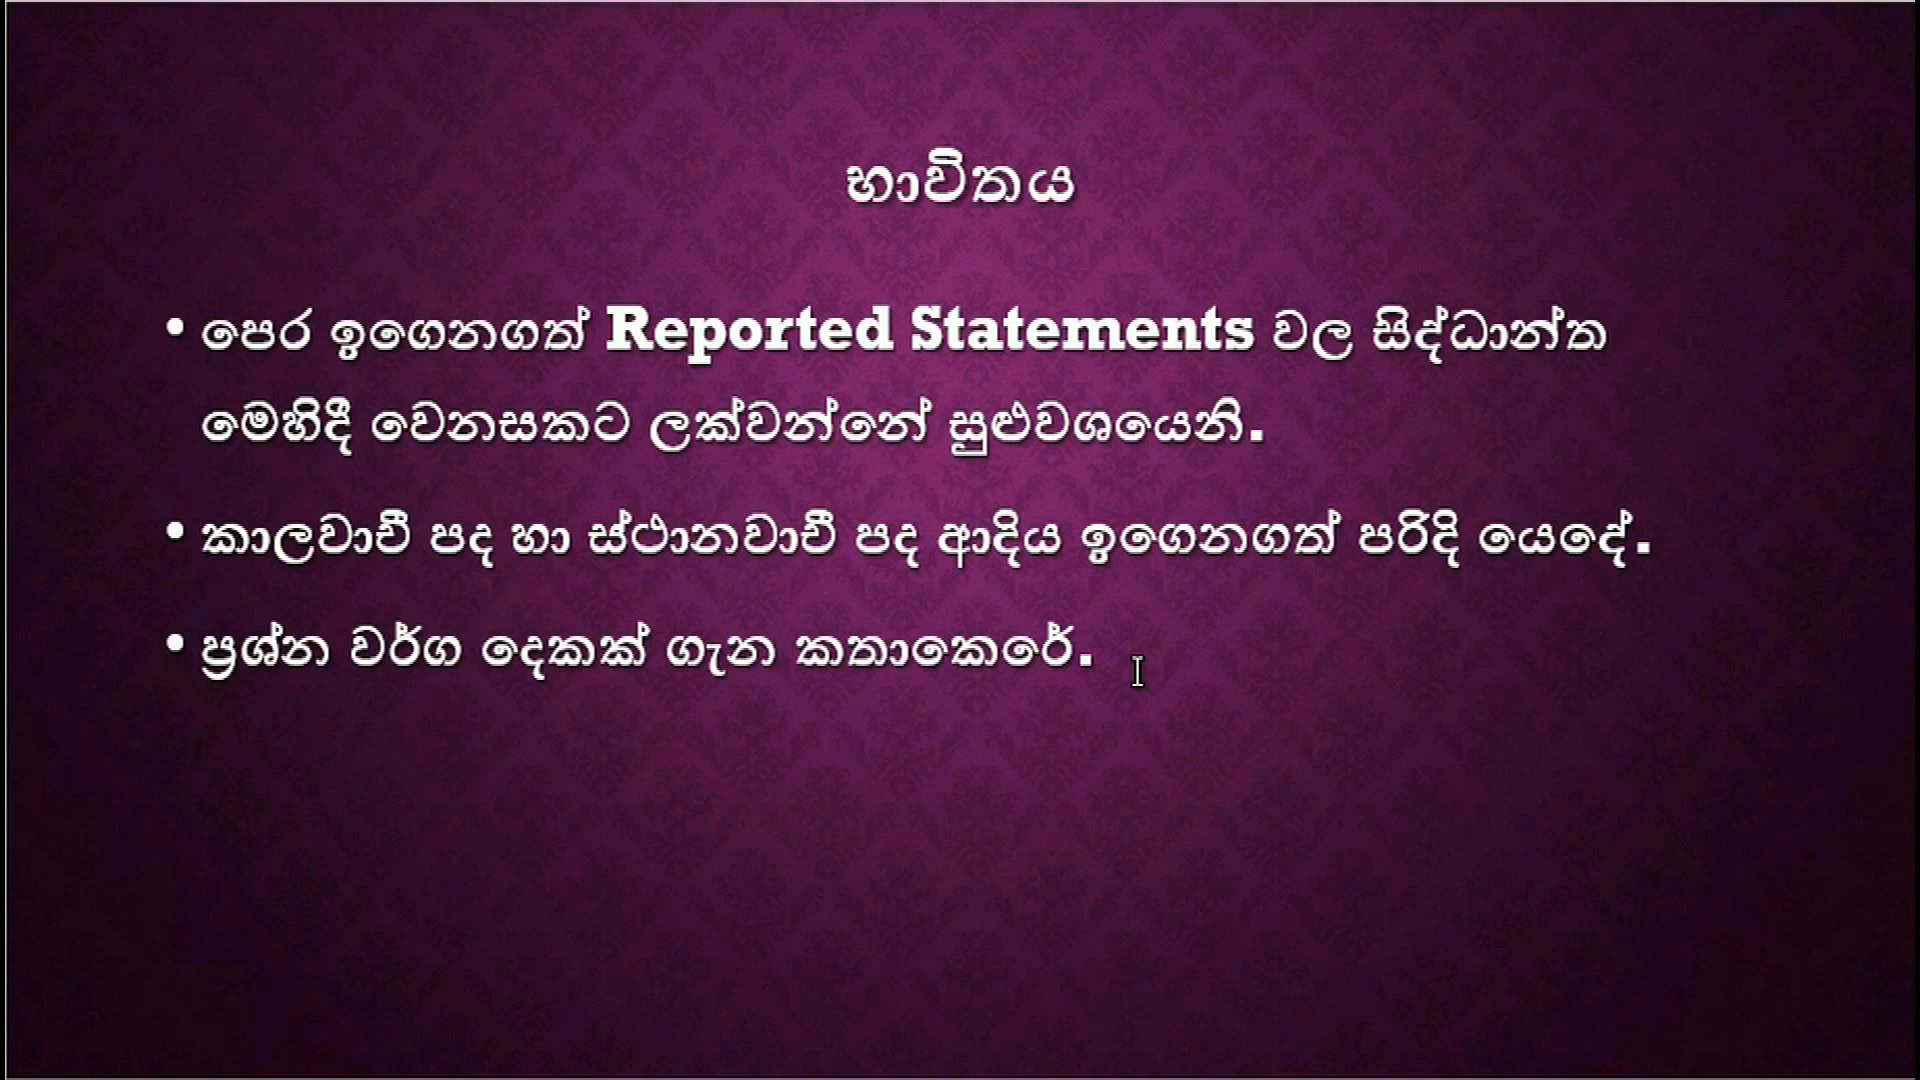 භාවිතය
• පෙර ඉගෙනගත් Reported Statements වල සිද්ධාන්ත
මෙහිදී වෙනසකට ලක්වන්නේ සුළුවශයෙනි.
• කාලවාචී පද හා ස්ථානවාචී පද ආදිය ඉගෙනගත් පරිදි යෙදේ.
• ප්‍රශ්න වර්ග දෙකක් ගැන කතාකෙරේ.